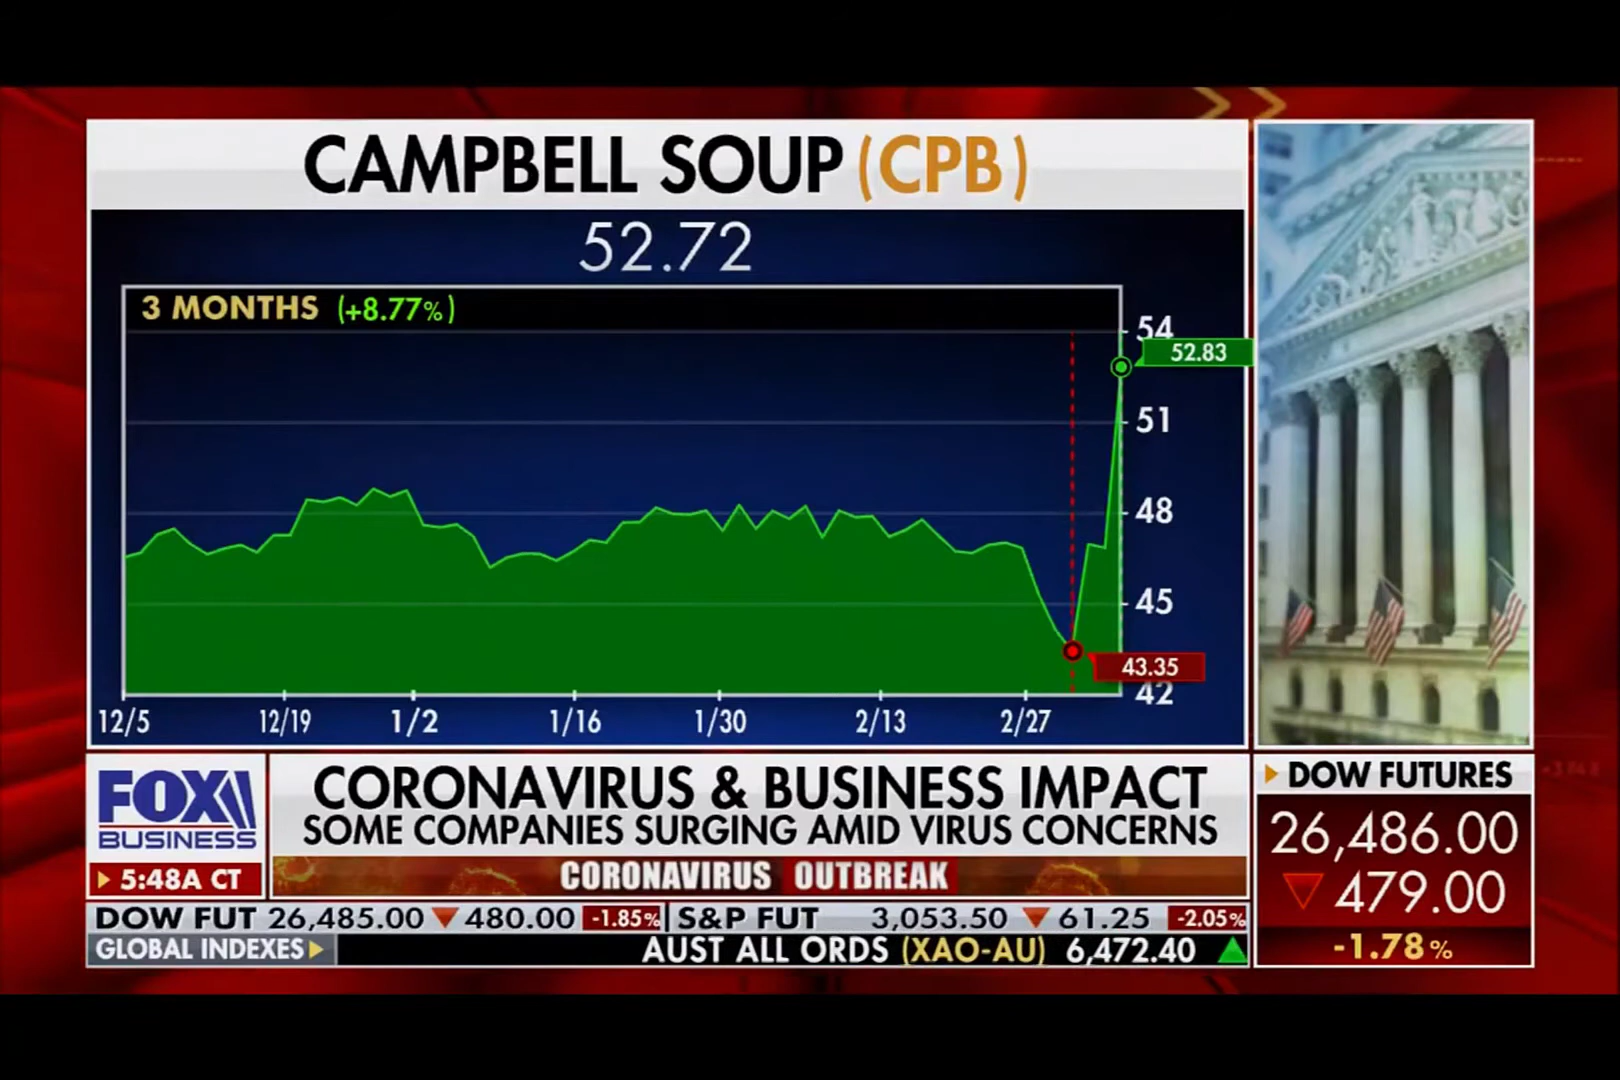 CAMPBELL SOUP (CPB)
52.72
3 MONTHS (+8.77%)
54
52.83
51
48
45
43.35
42
12/5 12/19 1/2 1/16 1/30 2/13 2/27
FOX
BUSINESS
5:48A CT
CORONAVIRUS & BUSINESS IMPACT
SOME COMPANIES SURGING AMID VIRUS CONCERNS
CORONAVIRUS OUTBREAK
DOW FUTURES
26,486.00
▼ 479.00
-1.78%
DOW FUT 26,485.00 ▼ 480.00 -1.85% S&P FUT 3,053.50 ▼ 61.25 -2.05%
GLOBAL INDEXES AUST ALL ORDS (XAO-AU) 6,472.40 ▲